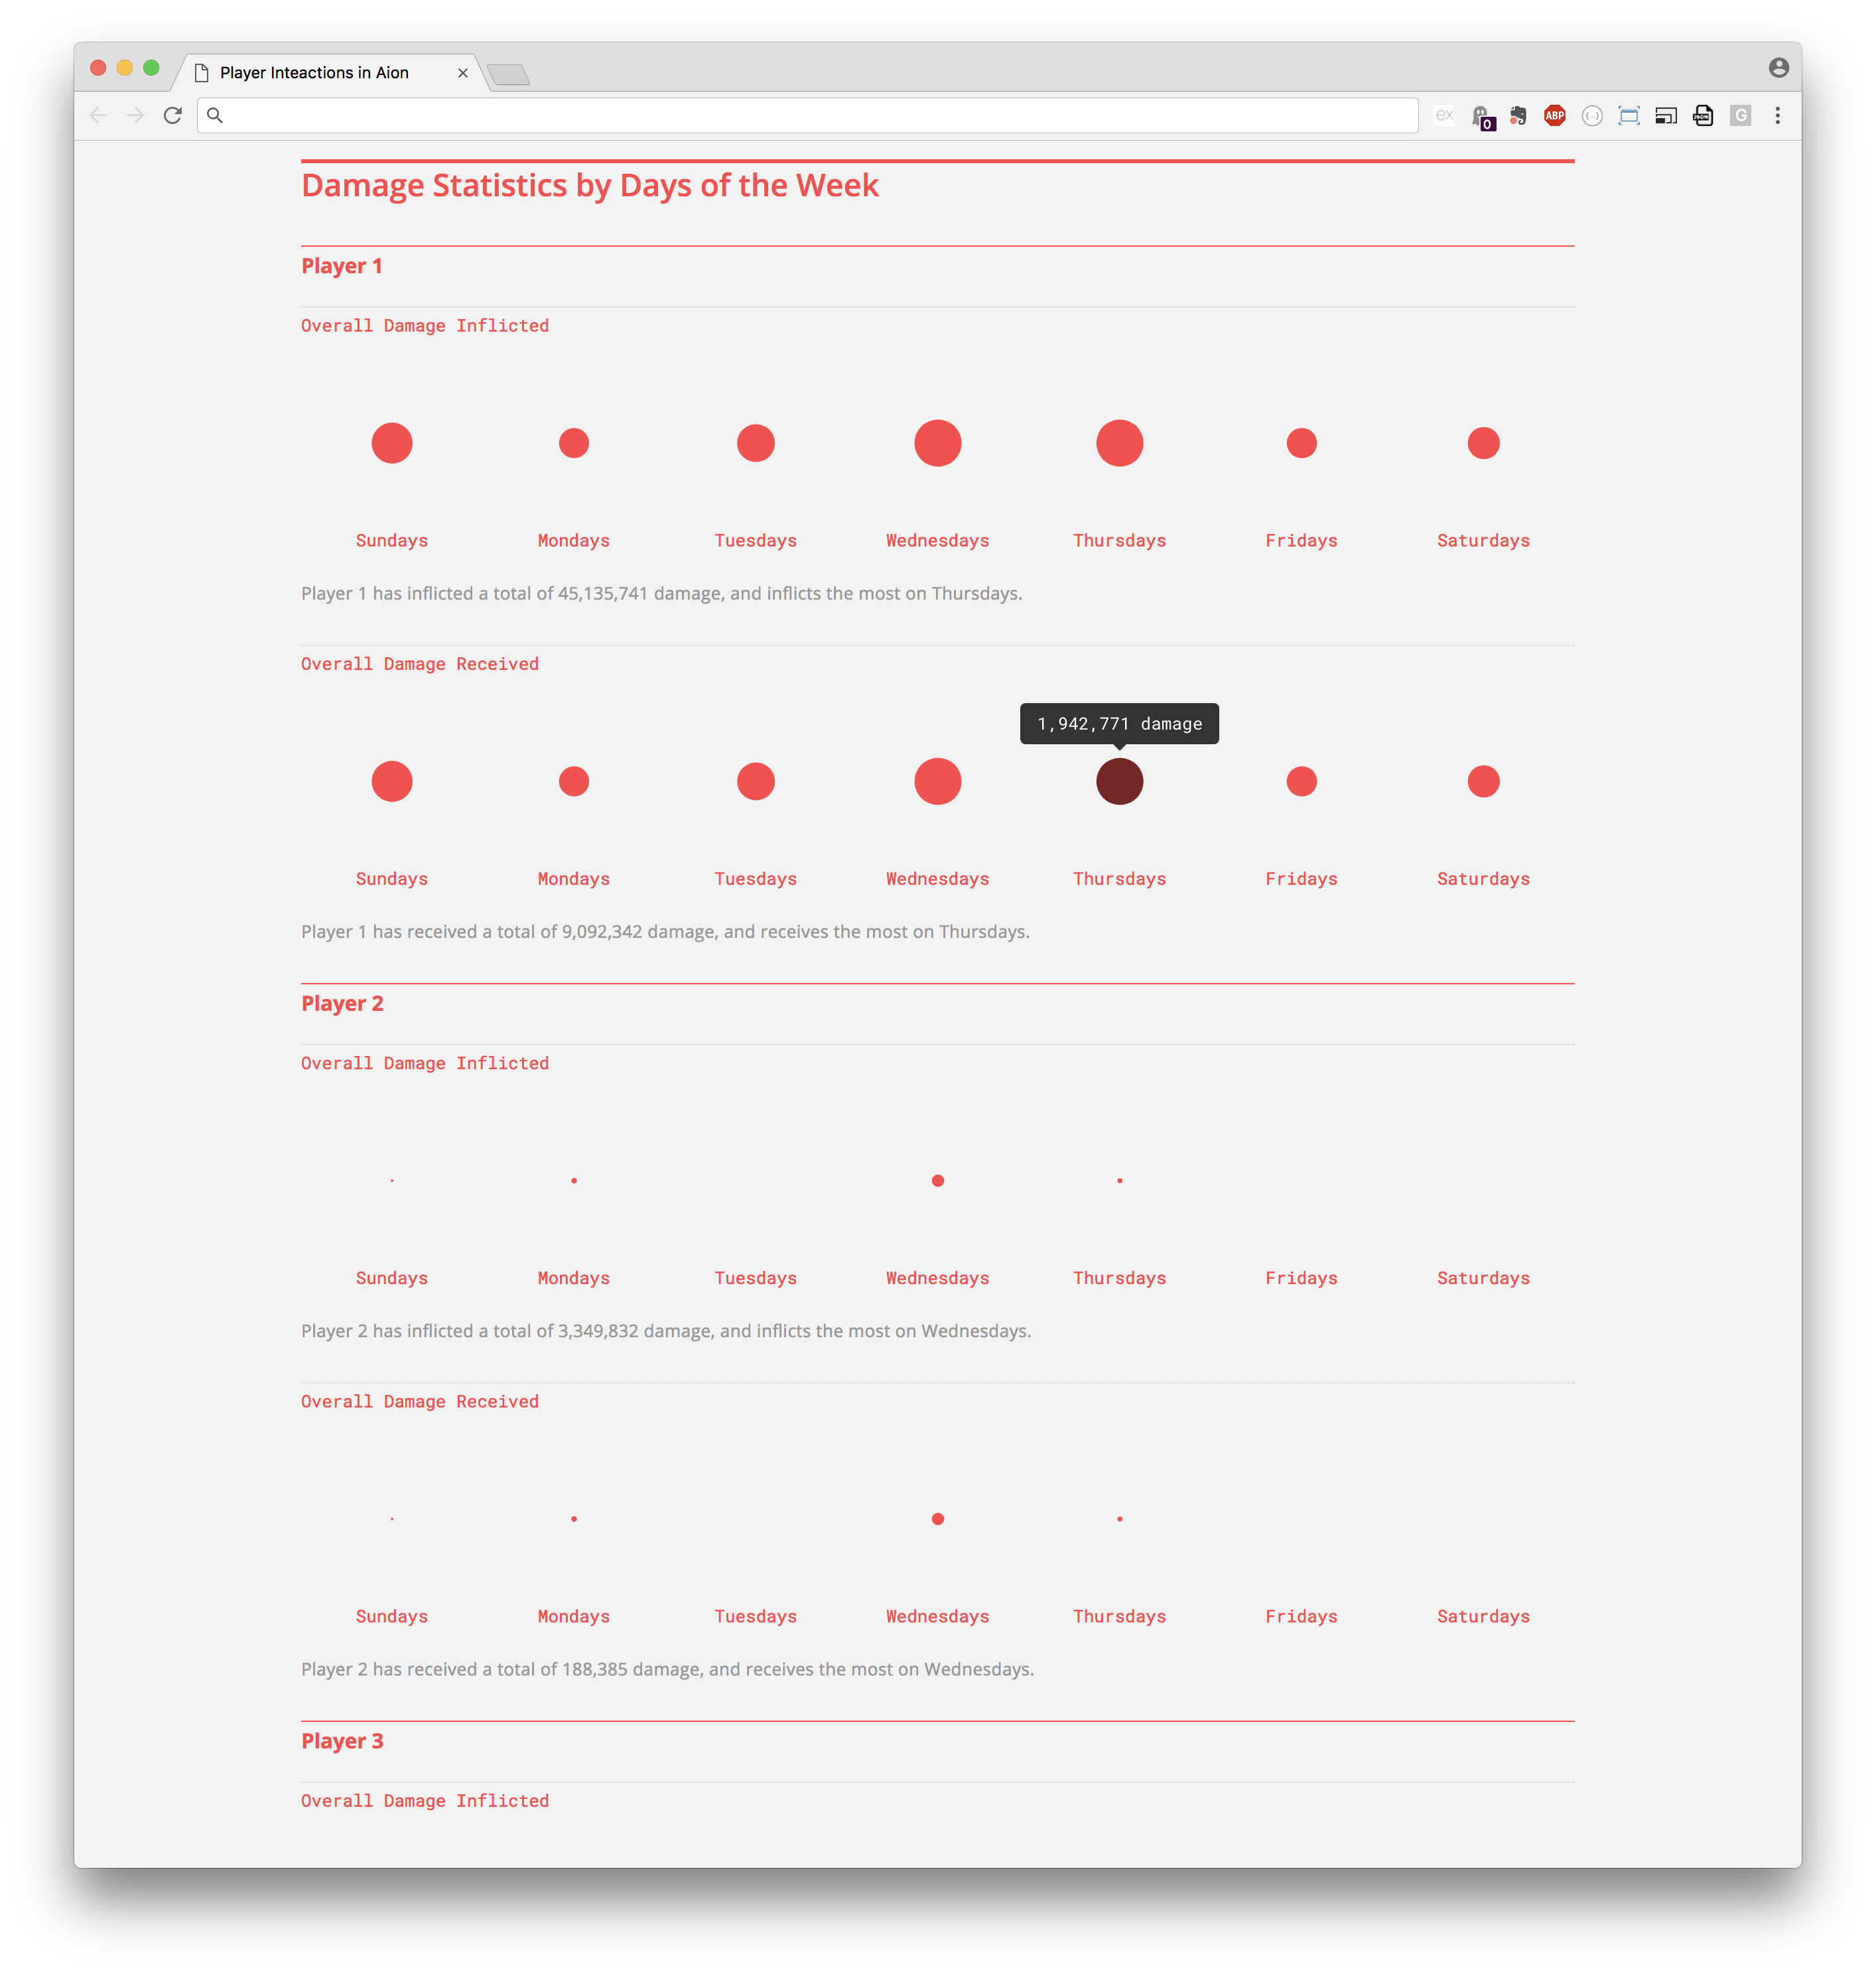 Player Inteactions in Aion
ex
0
ABP
JSON
G
Damage Statistics by Days of the Week
Player 1
Overall Damage Inflicted
Sundays Mondays Tuesdays Wednesdays Thursdays Fridays Saturdays
Player 1 has inflicted a total of 45,135,741 damage, and inflicts the most on Thursdays.
Overall Damage Received
1,942,771 damage
Sundays Mondays Tuesdays Wednesdays Thursdays Fridays Saturdays
Player 1 has received a total of 9,092,342 damage, and receives the most on Thursdays.
Player 2
Overall Damage Inflicted
Sundays Mondays Tuesdays Wednesdays Thursdays Fridays Saturdays
Player 2 has inflicted a total of 3,349,832 damage, and inflicts the most on Wednesdays.
Overall Damage Received
Sundays Mondays Tuesdays Wednesdays Thursdays Fridays Saturdays
Player 2 has received a total of 188,385 damage, and receives the most on Wednesdays.
Player 3
Overall Damage Inflicted